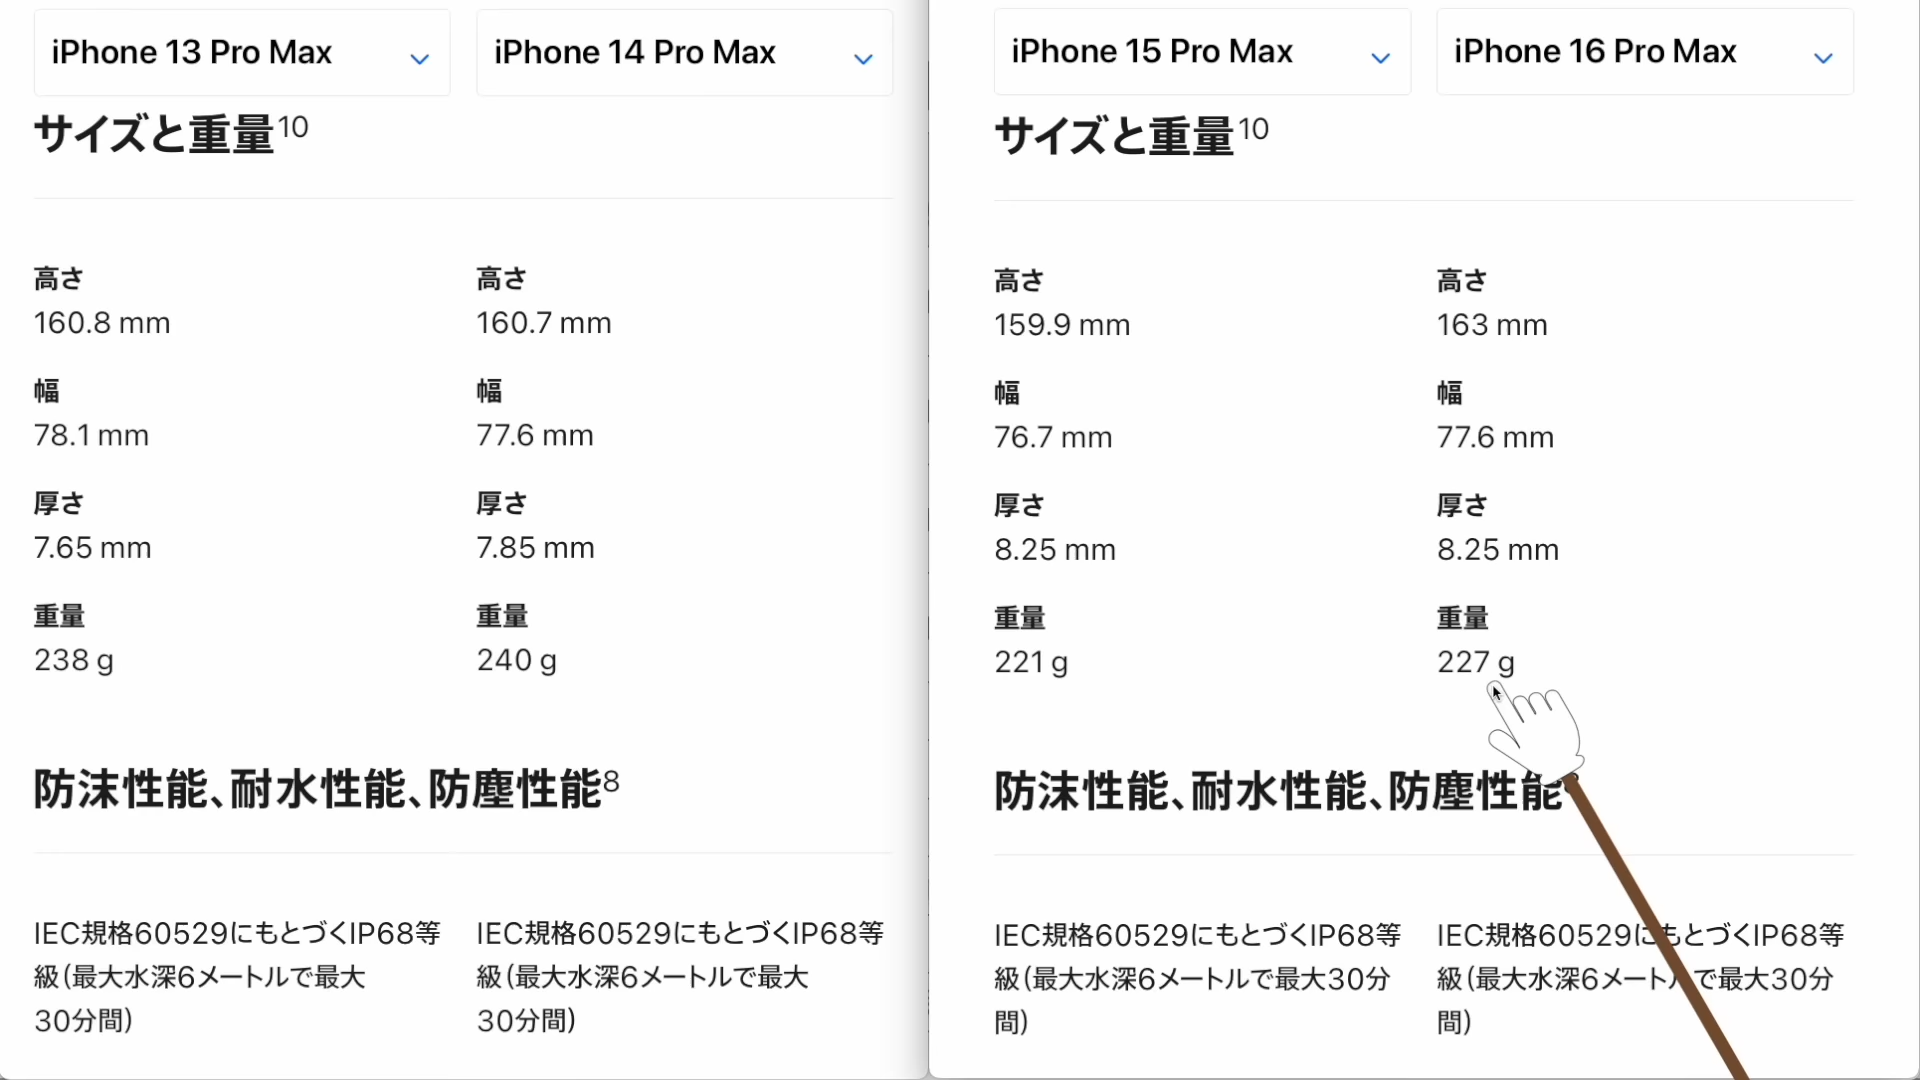 iPhone 13 Pro Max
iPhone 14 Pro Max
サイズと重量10
高さ
160.8 mm
幅
78.1 mm
厚さ
7.65 mm
重量
238 g
高さ
160.7 mm
幅
77.6 mm
厚さ
7.85 mm
重量
240 g
防沫性能、耐水性能、防塵性能8
IEC規格60529にもとづくIP68等
級（最大水深6メートルで最大
30分間）
IEC規格60529にもとづくIP68等
級（最大水深6メートルで最大
30分間）
iPhone 15 Pro Max
iPhone 16 Pro Max
サイズと重量10
高さ
159.9 mm
幅
76.7 mm
厚さ
8.25 mm
重量
221 g
高さ
163 mm
幅
77.6 mm
厚さ
8.25 mm
重量
227 g
防沫性能、耐水性能、防塵性能
IEC規格60529にもとづくIP68等
級（最大水深6メートルで最大30分
間）
IEC規格60529にもとづくIP68等
級（最大水深6メートルで最大30分
間）